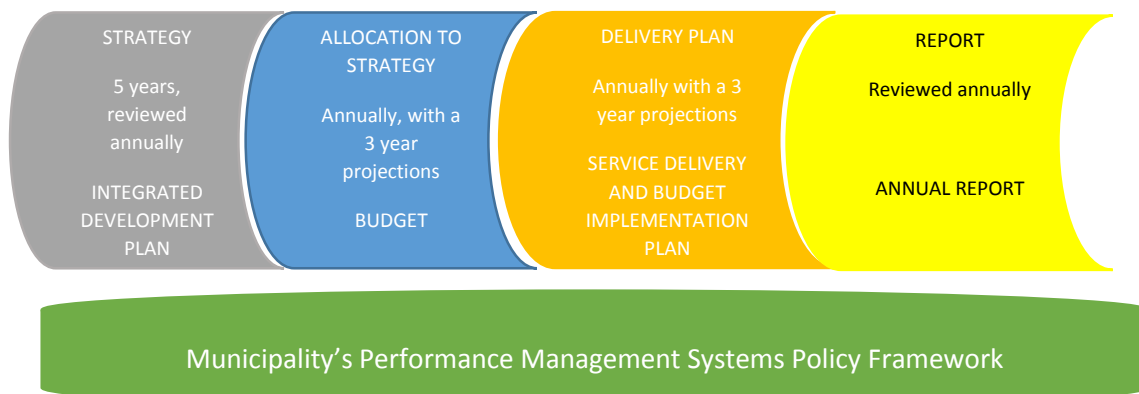 STRATEGY
5 years,
reviewed
annually
INTEGRATED
DEVELOPMENT
PLAN
ALLOCATION TO
STRATEGY
Annually, with a
3 year
projections
BUDGET
DELIVERY PLAN
Annually with a 3
year projections
SERVICE DELIVERY
AND BUDGET
IMPLEMENTATION
PLAN
REPORT
Reviewed annually
ANNUAL REPORT
Municipality’s Performance Management Systems Policy Framework